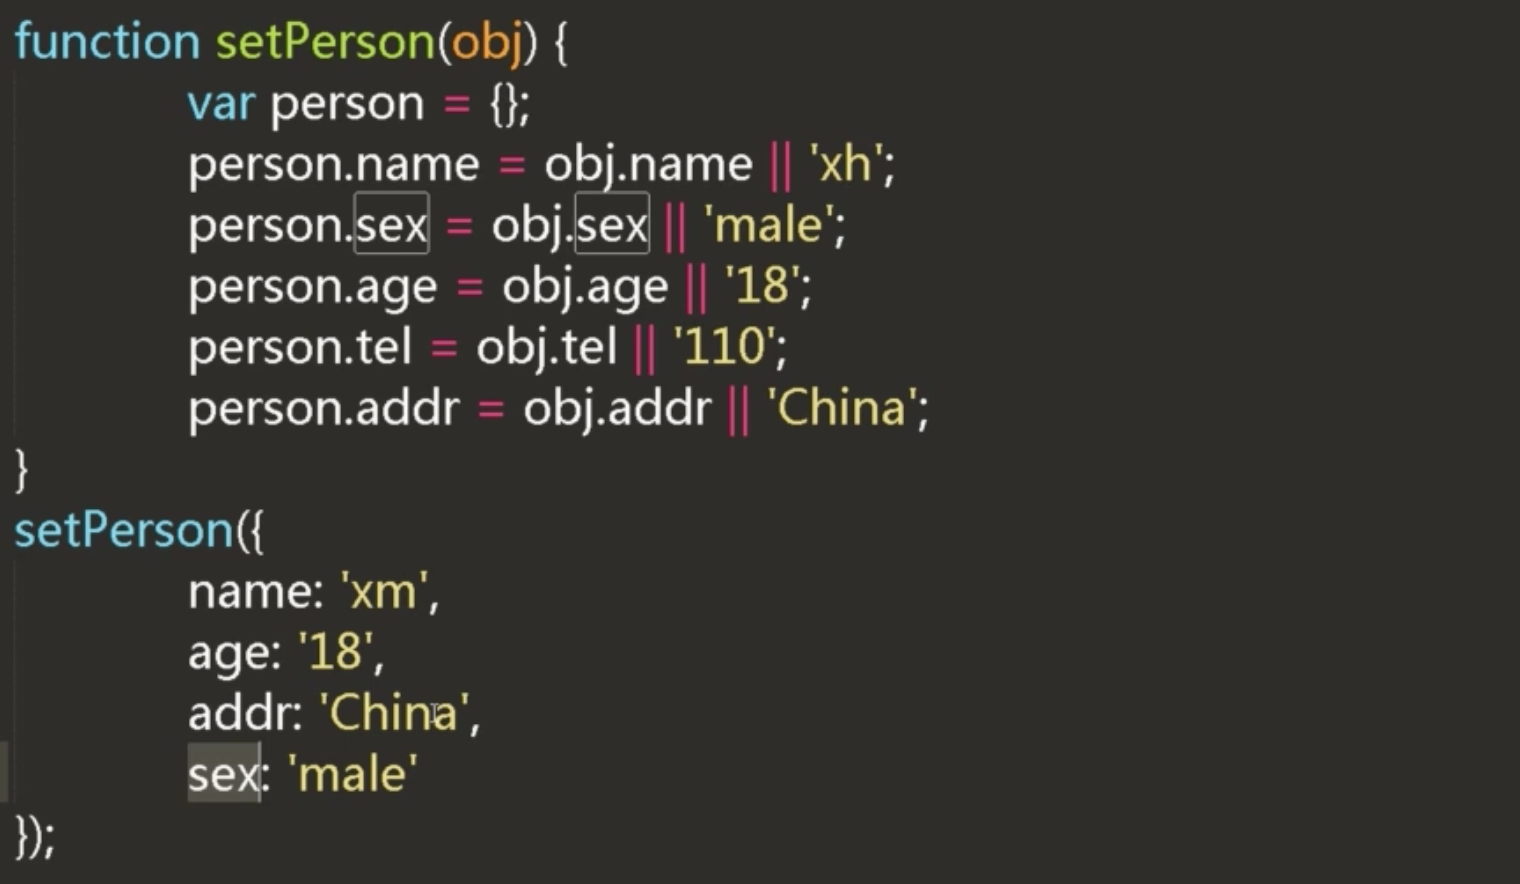 function setPerson(obj) {
var person = {};
person.name = obj.name || 'xh';
person.sex = obj.sex || 'male';
person.age = obj.age || '18';
person.tel = obj.tel || '110';
person.addr = obj.addr || 'China';
}
setPerson({
name: 'xm',
age: '18',
addr: 'China',
sex: 'male'
});